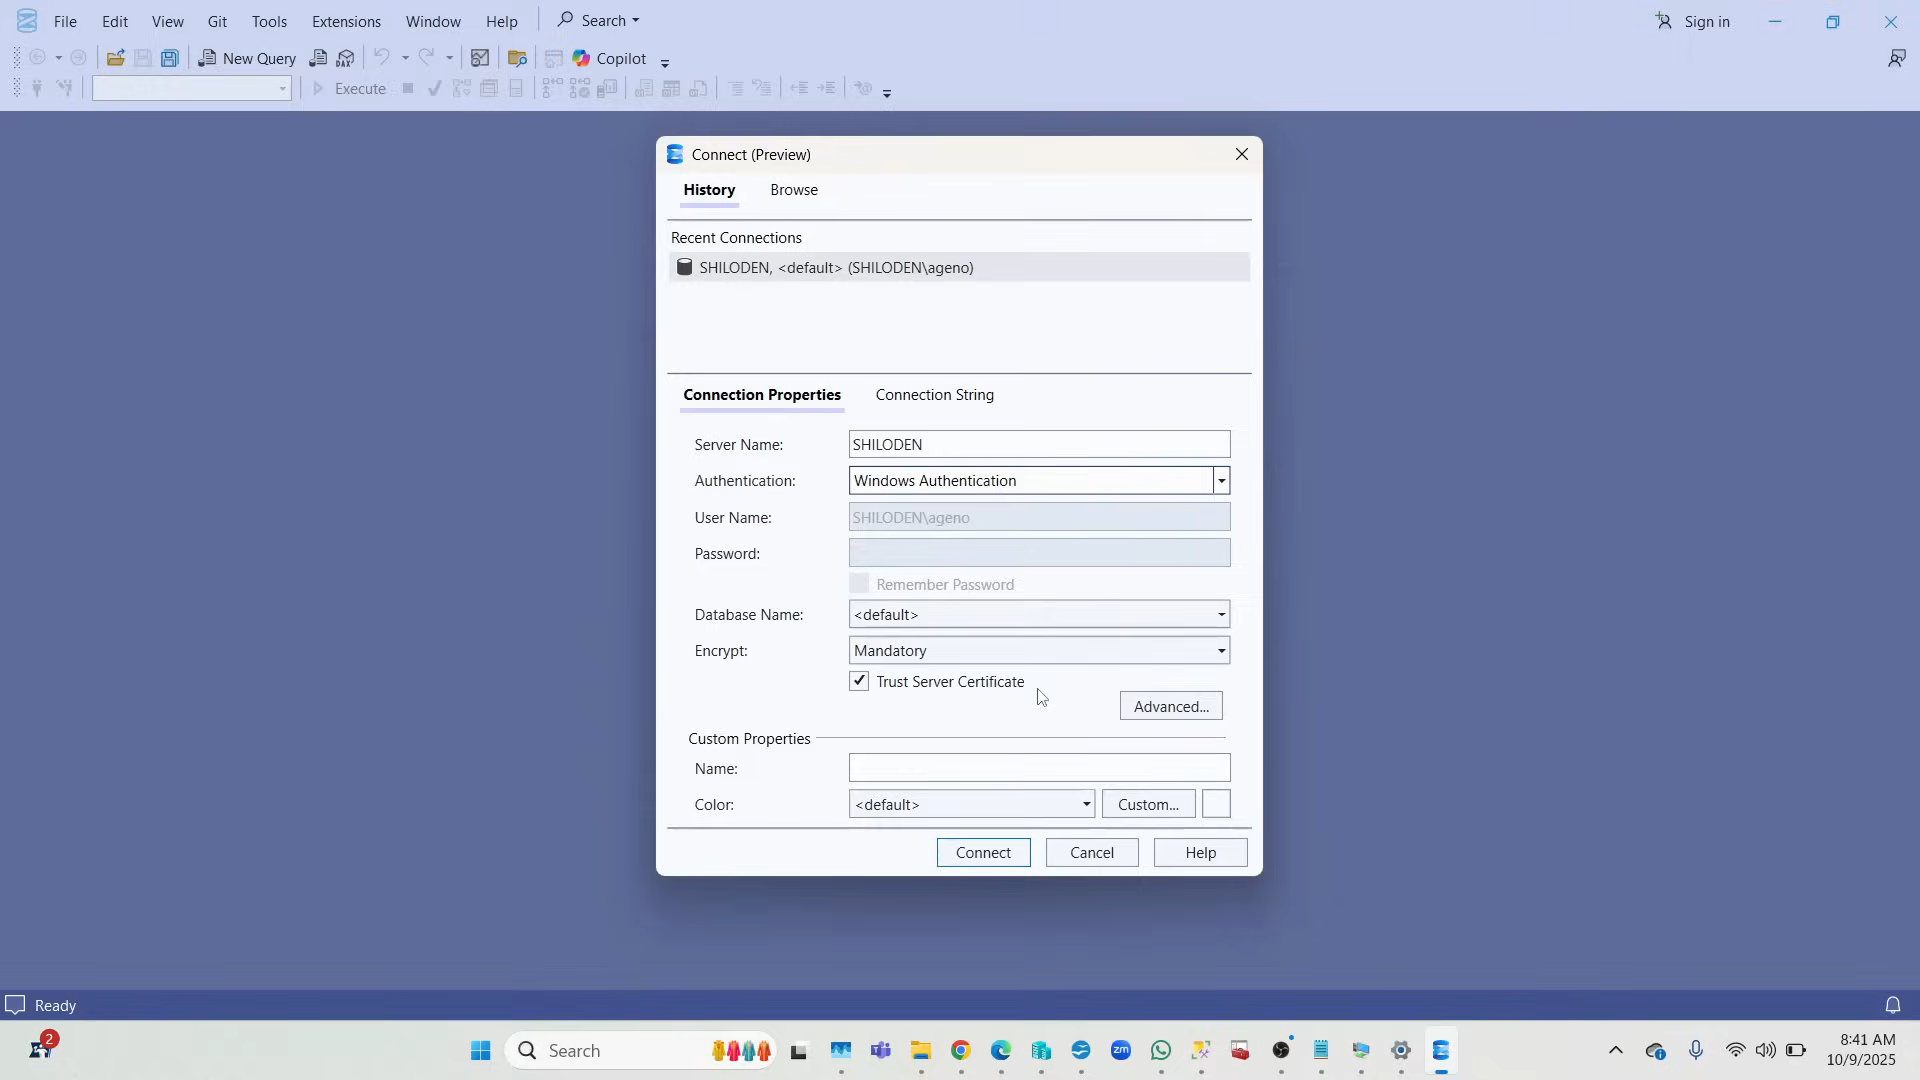 File Edit View Git Tools Extensions Window Help Search Sign in
New Query DAX Copilot
Execute
Connect (Preview)
History Browse
Recent Connections
SHILODEN, <default> (SHILODEN\ageno)
Connection Properties Connection String
Server Name: SHILODEN
Authentication: Windows Authentication
User Name: SHILODEN\ageno
Password:
Remember Password
Database Name: <default>
Encrypt: Mandatory
Trust Server Certificate
Advanced...
Custom Properties
Name:
Color: <default> Custom...
Connect Cancel Help
Ready
2 Search zm 8:41 AM
10/9/2025